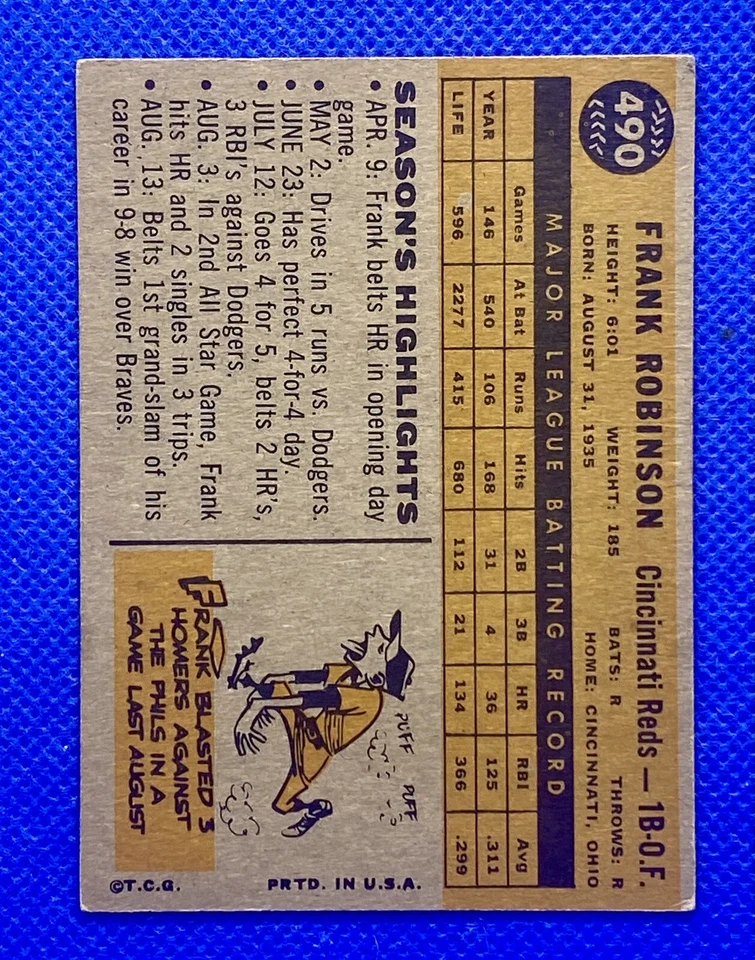 490
FRANK ROBINSON Cincinnati Reds — 1B-O.F.
HEIGHT: 6:01 WEIGHT: 185 BATS: R THROWS: R
BORN: AUGUST 31, 1935 HOME: CINCINNATI, OHIO
MAJOR LEAGUE BATTING RECORD
Games At Bat Runs Hits 2B 3B HR RBI Avg
YEAR 146 540 106 168 31 4 36 125 .311
LIFE 596 2277 415 680 112 21 134 366 .299
SEASON'S HIGHLIGHTS
• APR. 9: Frank belts HR in opening day
game.
• MAY 2: Drives in 5 runs vs. Dodgers.
• JUNE 23: Has perfect 4-for-4 day.
• JULY 12: Goes 4 for 5, belts 2 HR's,
3 RBI's against Dodgers.
• AUG. 3: In 2nd All Star Game, Frank
hits HR and 2 singles in 3 trips.
• AUG. 13: Belts 1st grand-slam of his
career in 9-8 win over Braves.
PUFF PUFF
FRANK BLASTED 3
HOMERS AGAINST
THE PHILS IN A
GAME LAST AUGUST
©T.C.G. PRTD. IN U.S.A.